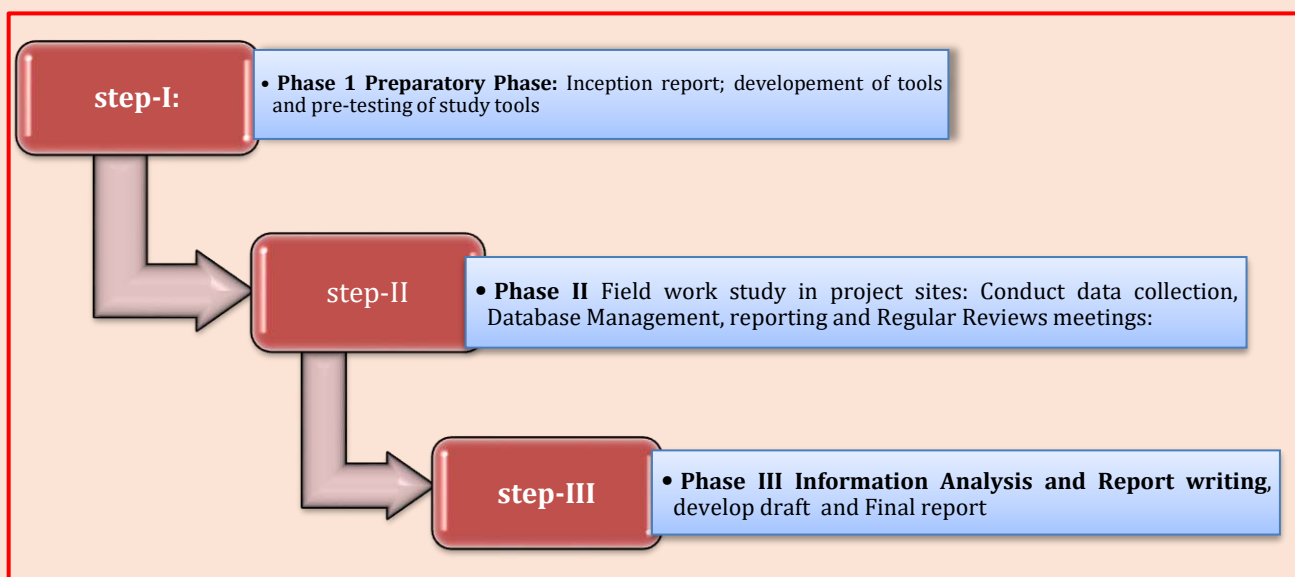 step-I:
• Phase 1 Preparatory Phase: Inception report; developement of tools
and pre-testing of study tools
step-II
• Phase II Field work study in project sites: Conduct data collection,
Database Management, reporting and Regular Reviews meetings:
step-III
• Phase III Information Analysis and Report writing,
develop draft and Final report